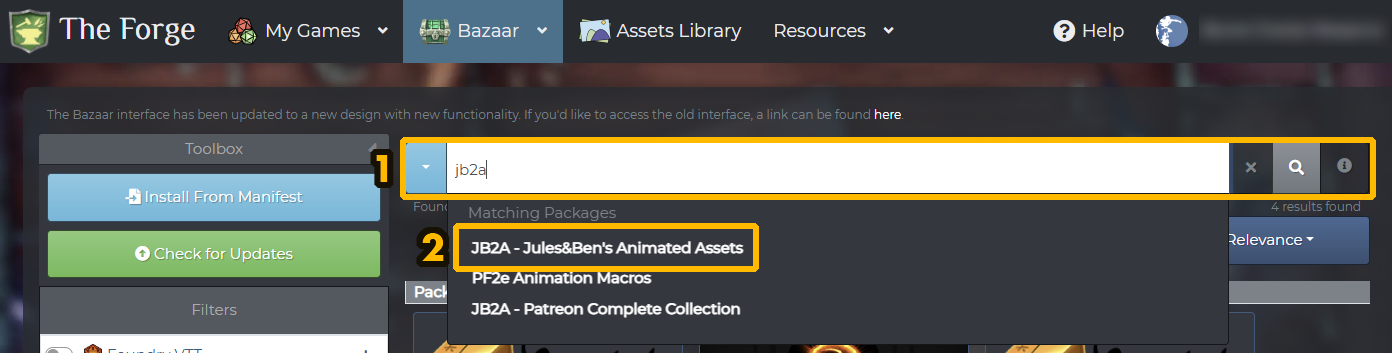 The Forge My Games Bazaar Assets Library Resources Help
The Bazaar interface has been updated to a new design with new functionality. If you'd like to access the old interface, a link can be found here.
Toolbox
1
jb2a
Install From Manifest
Found
4 results found
Matching Packages
2
JB2A - Jules&Ben's Animated Assets
Relevance
Check for Updates
PF2e Animation Macros
Pack
JB2A - Patreon Complete Collection
Filters
Foundry VTT